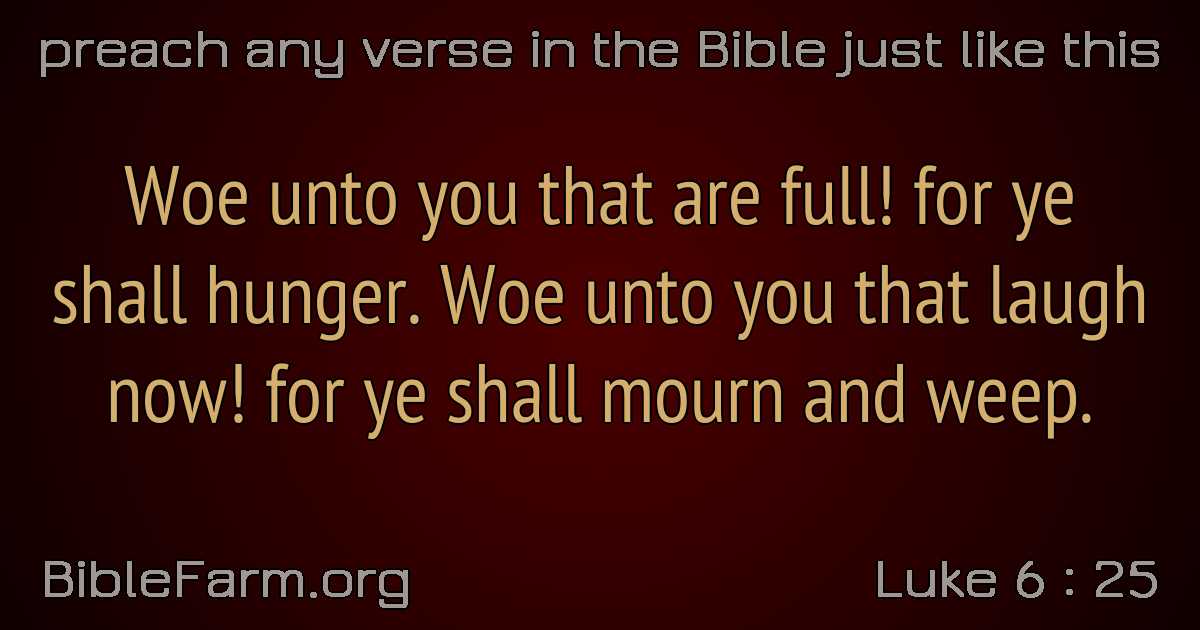 preach any verse in the Bible just like this
Woe unto you that are full! for ye
shall hunger. Woe unto you that laugh
now! for ye shall mourn and weep.
BibleFarm.org
Luke 6 : 25